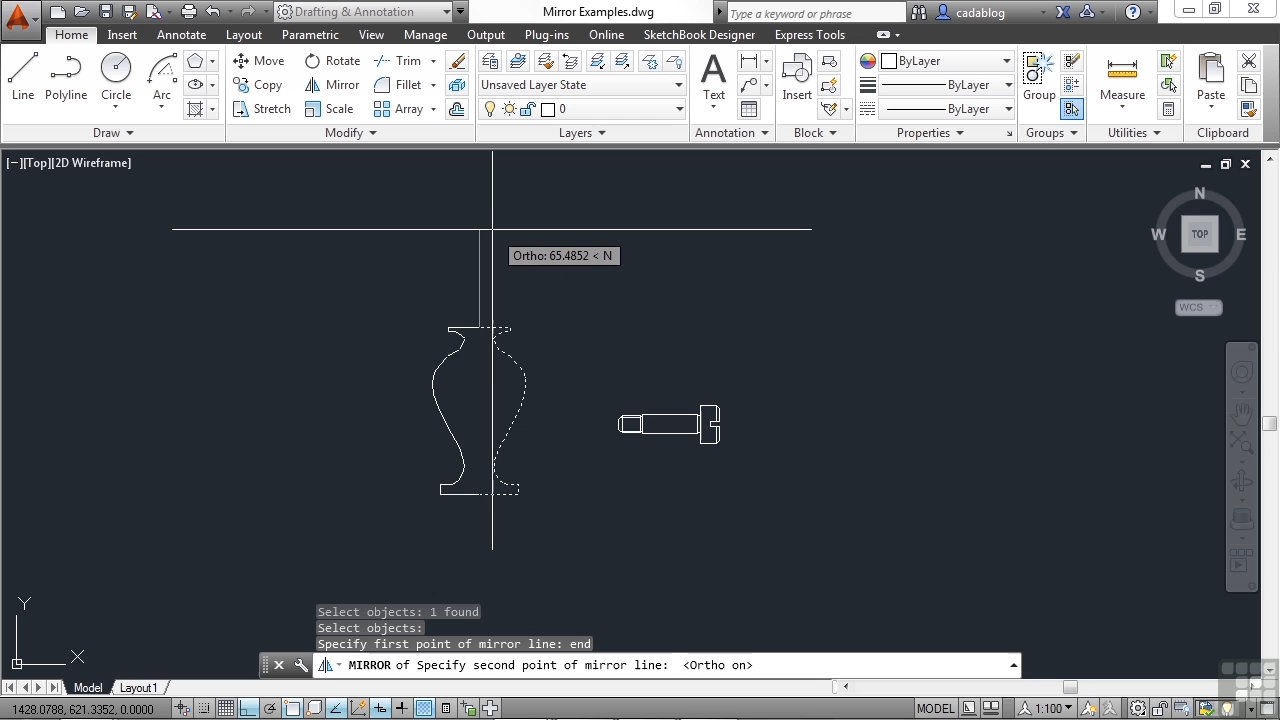 Drafting & Annotation
Mirror Examples.dwg
Type a keyword or phrase
cadablog
Home Insert Annotate Layout Parametric View Manage Output Plug-ins Online SketchBook Designer Express Tools
Line
Polyline
Circle
Arc
Draw
Move
Rotate
Trim
Copy
Mirror
Fillet
Stretch
Scale
Array
Modify
Unsaved Layer State
0
Layers
Text
Annotation
Insert
Block
ByLayer
ByLayer
ByLayer
Properties
Group
Groups
Measure
Utilities
Paste
Clipboard
[−][Top][2D Wireframe]
N
W
TOP
E
S
WCS
Ortho: 65.4852 < N
Y
X
Select objects: 1 found
Select objects:
Specify first point of mirror line: end
MIRROR of Specify second point of mirror line: <Ortho on>
Model
Layout1
1428.0788, 621.3352, 0.0000
MODEL
1:100